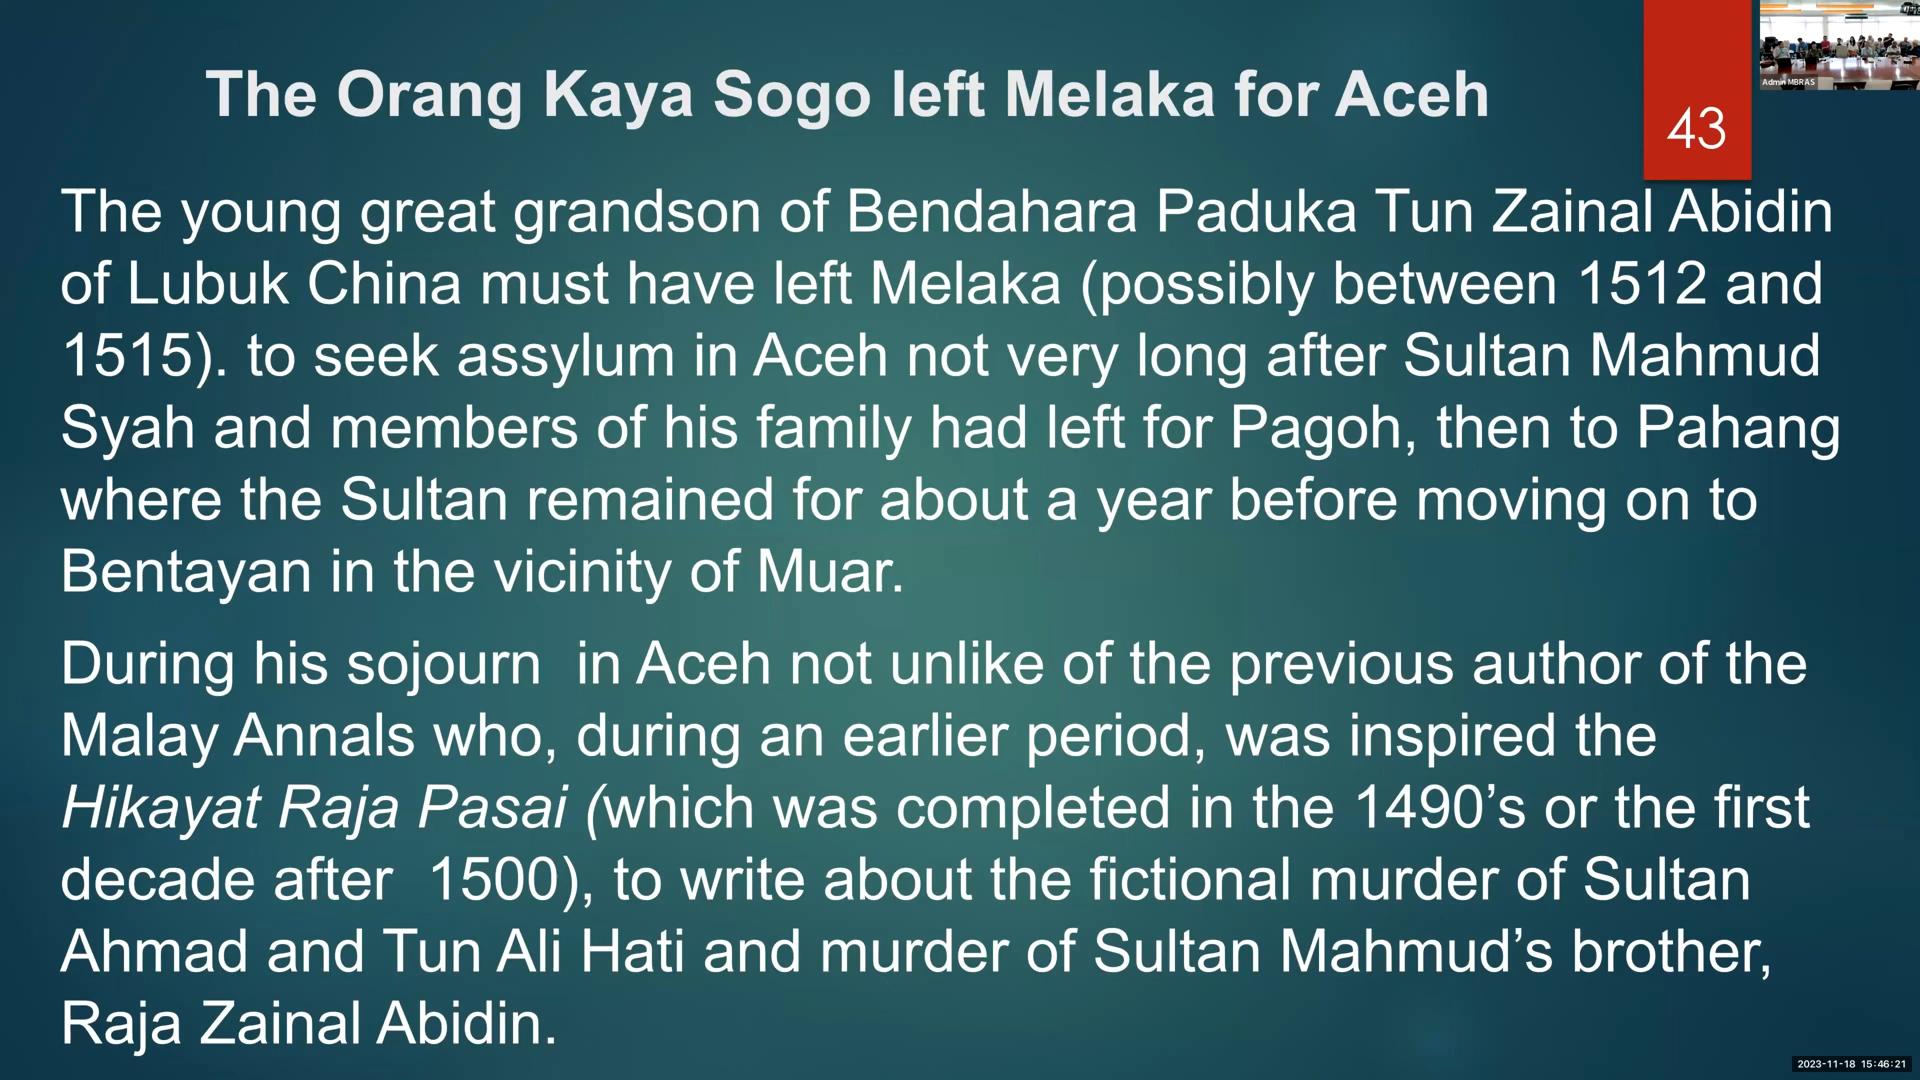 The Orang Kaya Sogo left Melaka for Aceh
43
Admin MBRAS
The young great grandson of Bendahara Paduka Tun Zainal Abidin
of Lubuk China must have left Melaka (possibly between 1512 and
1515). to seek assylum in Aceh not very long after Sultan Mahmud
Syah and members of his family had left for Pagoh, then to Pahang
where the Sultan remained for about a year before moving on to
Bentayan in the vicinity of Muar.
During his sojourn  in Aceh not unlike of the previous author of the
Malay Annals who, during an earlier period, was inspired the
Hikayat Raja Pasai (which was completed in the 1490’s or the first
decade after  1500), to write about the fictional murder of Sultan
Ahmad and Tun Ali Hati and murder of Sultan Mahmud’s brother,
Raja Zainal Abidin.
2023-11-18 15:46:21